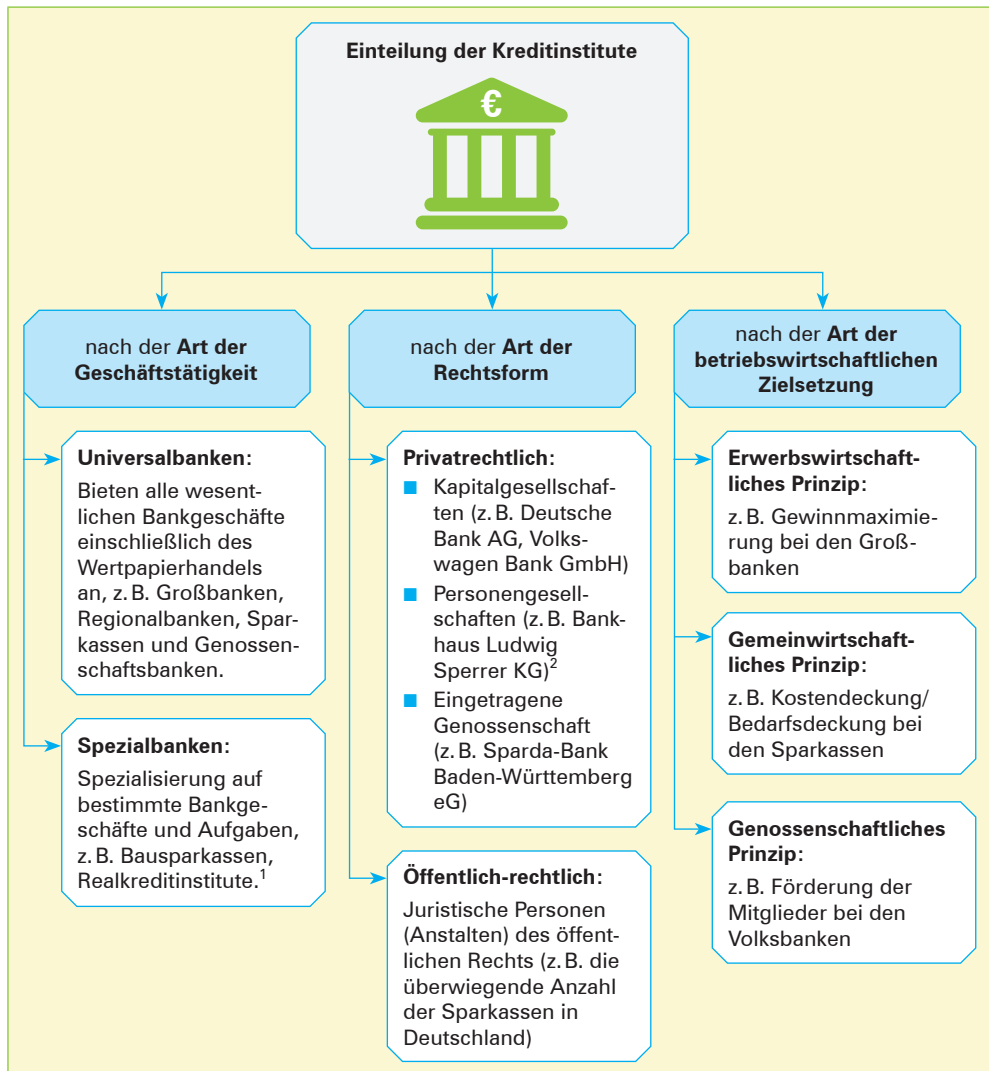 Einteilung der Kreditinstitute
€
nach der Art der
Geschäftstätigkeit
Universalbanken:
Bieten alle wesent-
lichen Bankgeschäfte
einschließlich des
Wertpapierhandels
an, z. B. Großbanken,
Regionalbanken, Spar-
kassen und Genossen-
schaftsbanken.
Spezialbanken:
Spezialisierung auf
bestimmte Bankge-
schäfte und Aufgaben,
z. B. Bausparkassen,
Realkreditinstitute.1
nach der Art der
Rechtsform
Privatrechtlich:
■ Kapitalgesellschaf-
ten (z. B. Deutsche
Bank AG, Volks-
wagen Bank GmbH)
■ Personengesell-
schaften (z. B. Bank-
haus Ludwig
Sperrer KG)2
■ Eingetragene
Genossenschaft
(z. B. Sparda-Bank
Baden-Württemberg
eG)
Öffentlich-rechtlich:
Juristische Personen
(Anstalten) des öffent-
lichen Rechts (z. B. die
überwiegende Anzahl
der Sparkassen in
Deutschland)
nach der Art der
betriebswirtschaftlichen
Zielsetzung
Erwerbswirtschaft-
liches Prinzip:
z. B. Gewinnmaximie-
rung bei den Groß-
banken
Gemeinwirtschaft-
liches Prinzip:
z. B. Kostendeckung/
Bedarfsdeckung bei
den Sparkassen
Genossenschaftliches
Prinzip:
z. B. Förderung der
Mitglieder bei den
Volksbanken